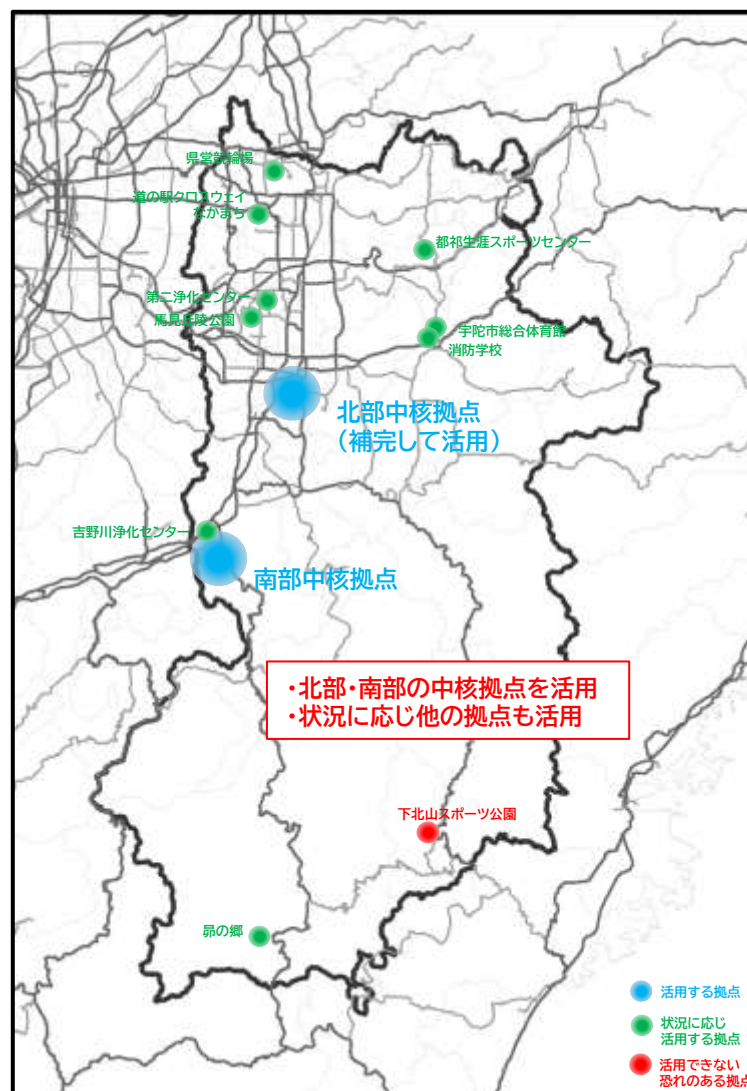 県営競輪場
道の駅クロスウェイ
なかまち
都祁生涯スポーツセンター
第二浄化センター
馬見丘陵公園
宇陀市総合体育館
消防学校
北部中核拠点
(補完して活用)
吉野川浄化センター
南部中核拠点
・北部・南部の中核拠点を活用
・状況に応じ他の拠点も活用
下北山スポーツ公園
昴の郷
活用する拠点
状況に応じ
活用する拠点
活用できない
恐れのある拠点